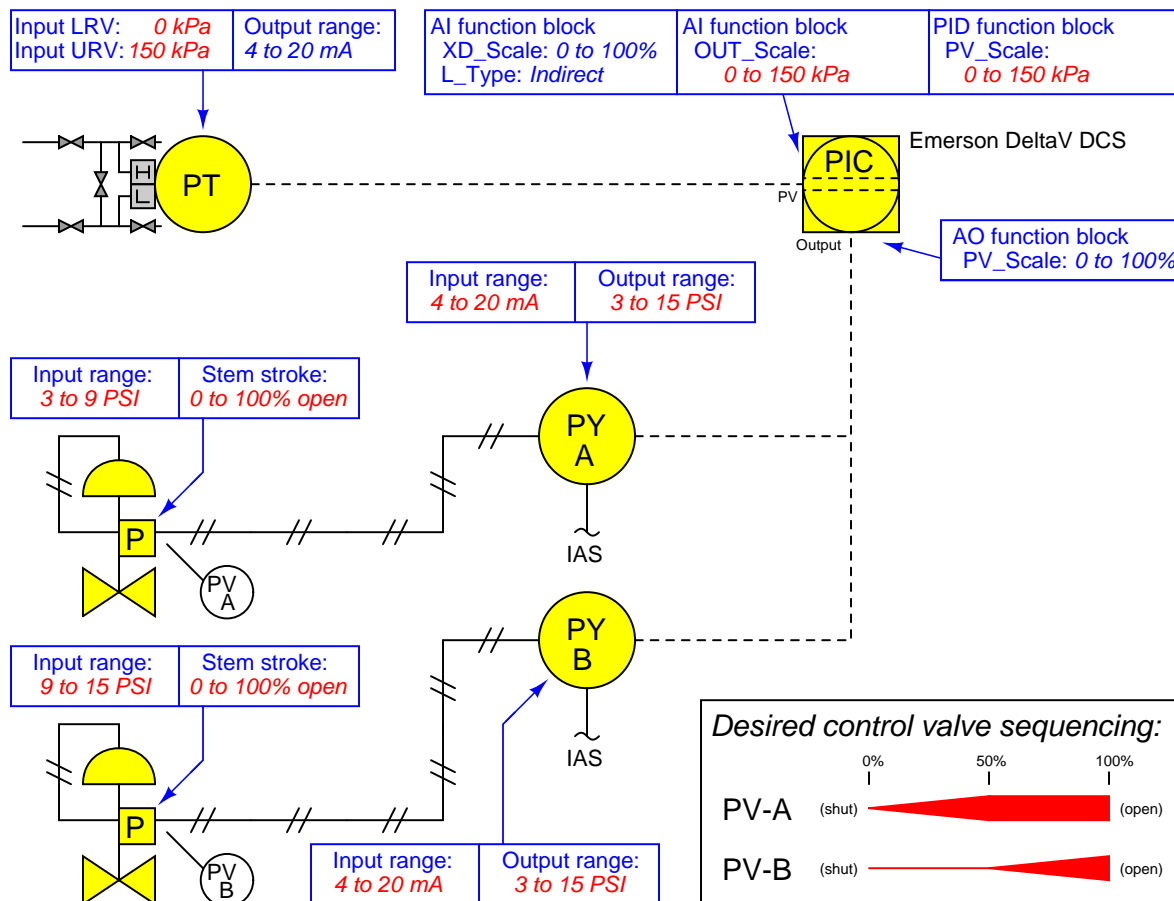 Input LRV: 0 kPa
Input URV: 150 kPa
Output range:
4 to 20 mA
AI function block
XD_Scale: 0 to 100%
L_Type: Indirect
AI function block
OUT_Scale:
0 to 150 kPa
PID function block
PV_Scale:
0 to 150 kPa
H
L
PT
PIC
PV
Output
Emerson DeltaV DCS
AO function block
PV_Scale: 0 to 100%
Input range:
4 to 20 mA
Output range:
3 to 15 PSI
Input range:
3 to 9 PSI
Stem stroke:
0 to 100% open
PY
A
IAS
P
PV
A
Input range:
9 to 15 PSI
Stem stroke:
0 to 100% open
PY
B
IAS
P
PV
B
Input range:
4 to 20 mA
Output range:
3 to 15 PSI
Desired control valve sequencing:
0% 50% 100%
PV-A (shut) (open)
PV-B (shut) (open)